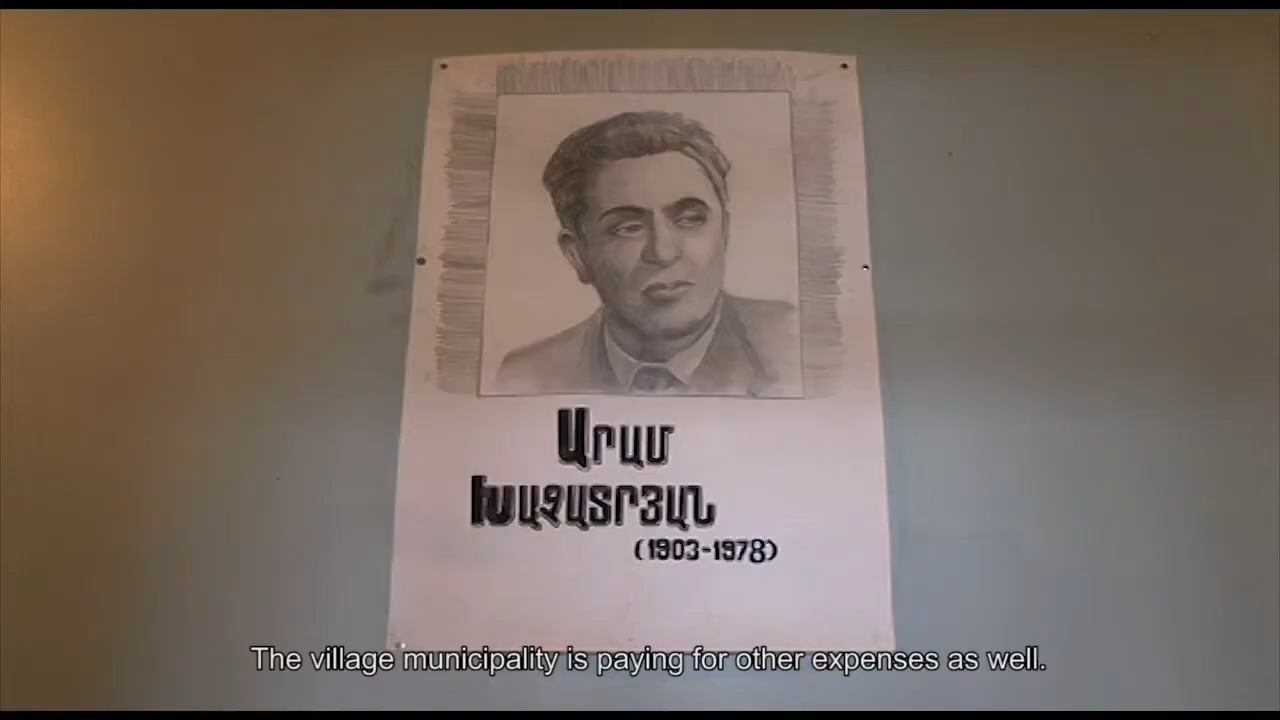 Արամ
Խաչատրյան
(1903-1978)
The village municipality is paying for other expenses as well.